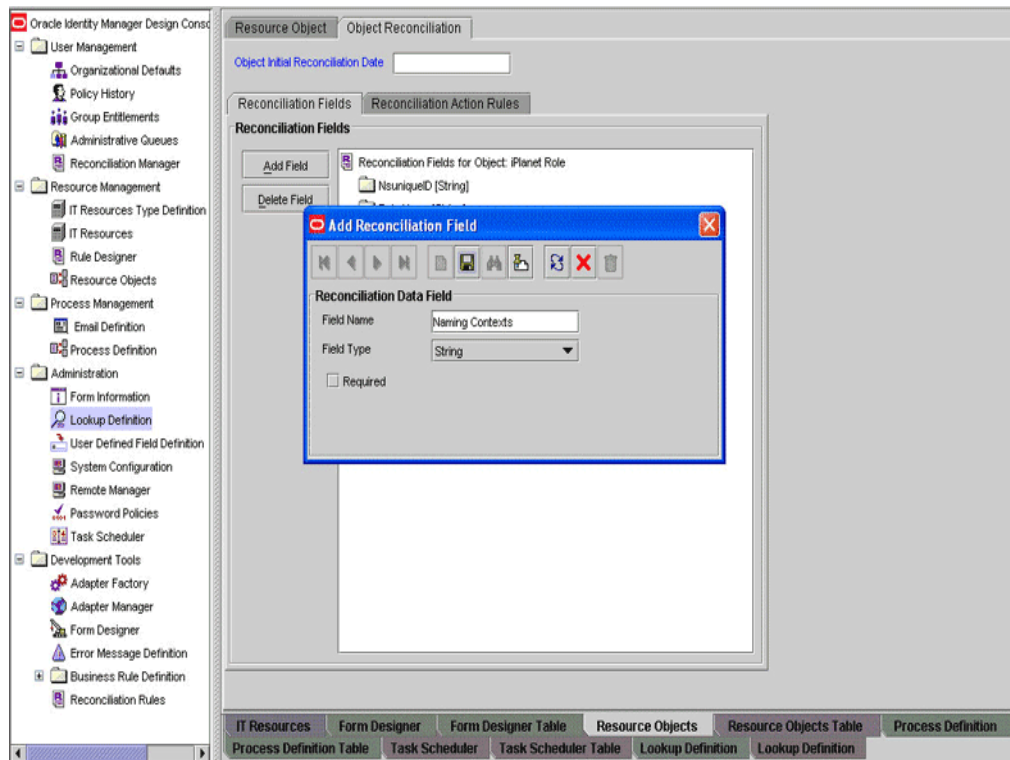 Oracle Identity Manager Design Consc
User Management
Organizational Defaults
Policy History
Group Entitlements
Administrative Queues
Reconciliation Manager
Resource Management
IT Resources Type Definition
IT Resources
Rule Designer
Resource Objects
Process Management
Email Definition
Process Definition
Administration
Form Information
Lookup Definition
User Defined Field Definition
System Configuration
Remote Manager
Password Policies
Task Scheduler
Development Tools
Adapter Factory
Adapter Manager
Form Designer
Error Message Definition
Business Rule Definition
Reconciliation Rules
Resource Object Object Reconciliation
Object Initial Reconciliation Date
Reconciliation Fields Reconciliation Action Rules
Reconciliation Fields
Add Field
Delete Field
Reconciliation Fields for Object: iPlanet Role
NsuniqueID [String]
Add Reconciliation Field
Reconciliation Data Field
Field Name Naming Contexts
Field Type String
Required
IT Resources Form Designer Form Designer Table Resource Objects Resource Objects Table Process Definition
Process Definition Table Task Scheduler Task Scheduler Table Lookup Definition Lookup Definition